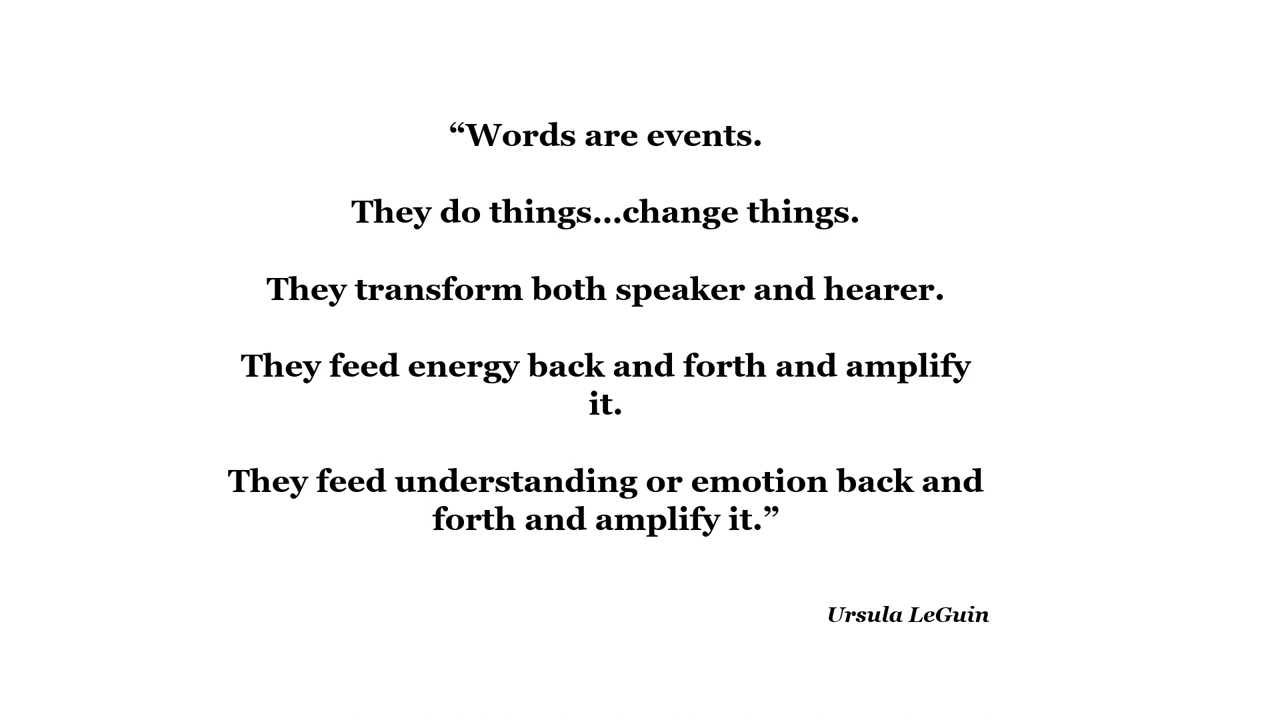 “Words are events.
They do things…change things.
They transform both speaker and hearer.
They feed energy back and forth and amplify
it.
They feed understanding or emotion back and
forth and amplify it.”
Ursula LeGuin